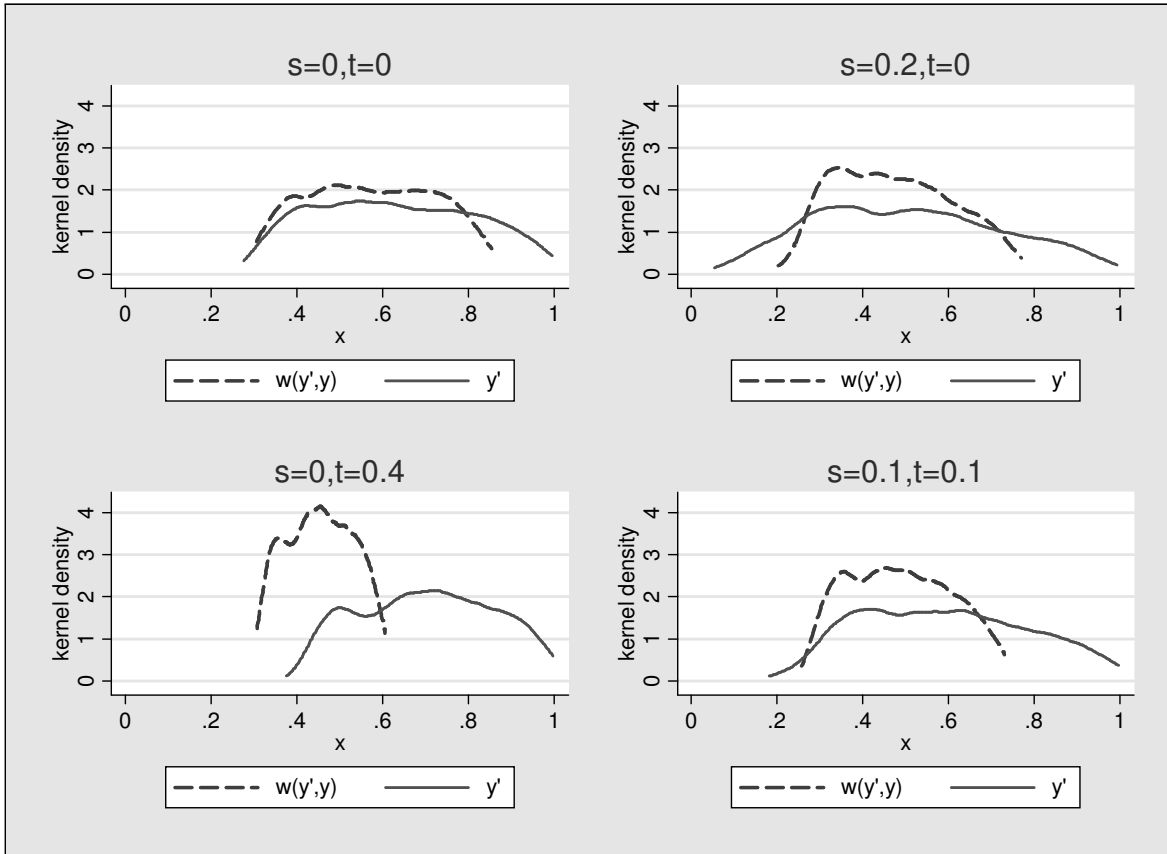 s=0,t=0
kernel density
0 1 2 3 4
0 .2 .4 .6 .8 1
x
w(y',y) y'
s=0.2,t=0
kernel density
0 1 2 3 4
0 .2 .4 .6 .8 1
x
w(y',y) y'
s=0,t=0.4
kernel density
0 1 2 3 4
0 .2 .4 .6 .8 1
x
w(y',y) y'
s=0.1,t=0.1
kernel density
0 1 2 3 4
0 .2 .4 .6 .8 1
x
w(y',y) y'